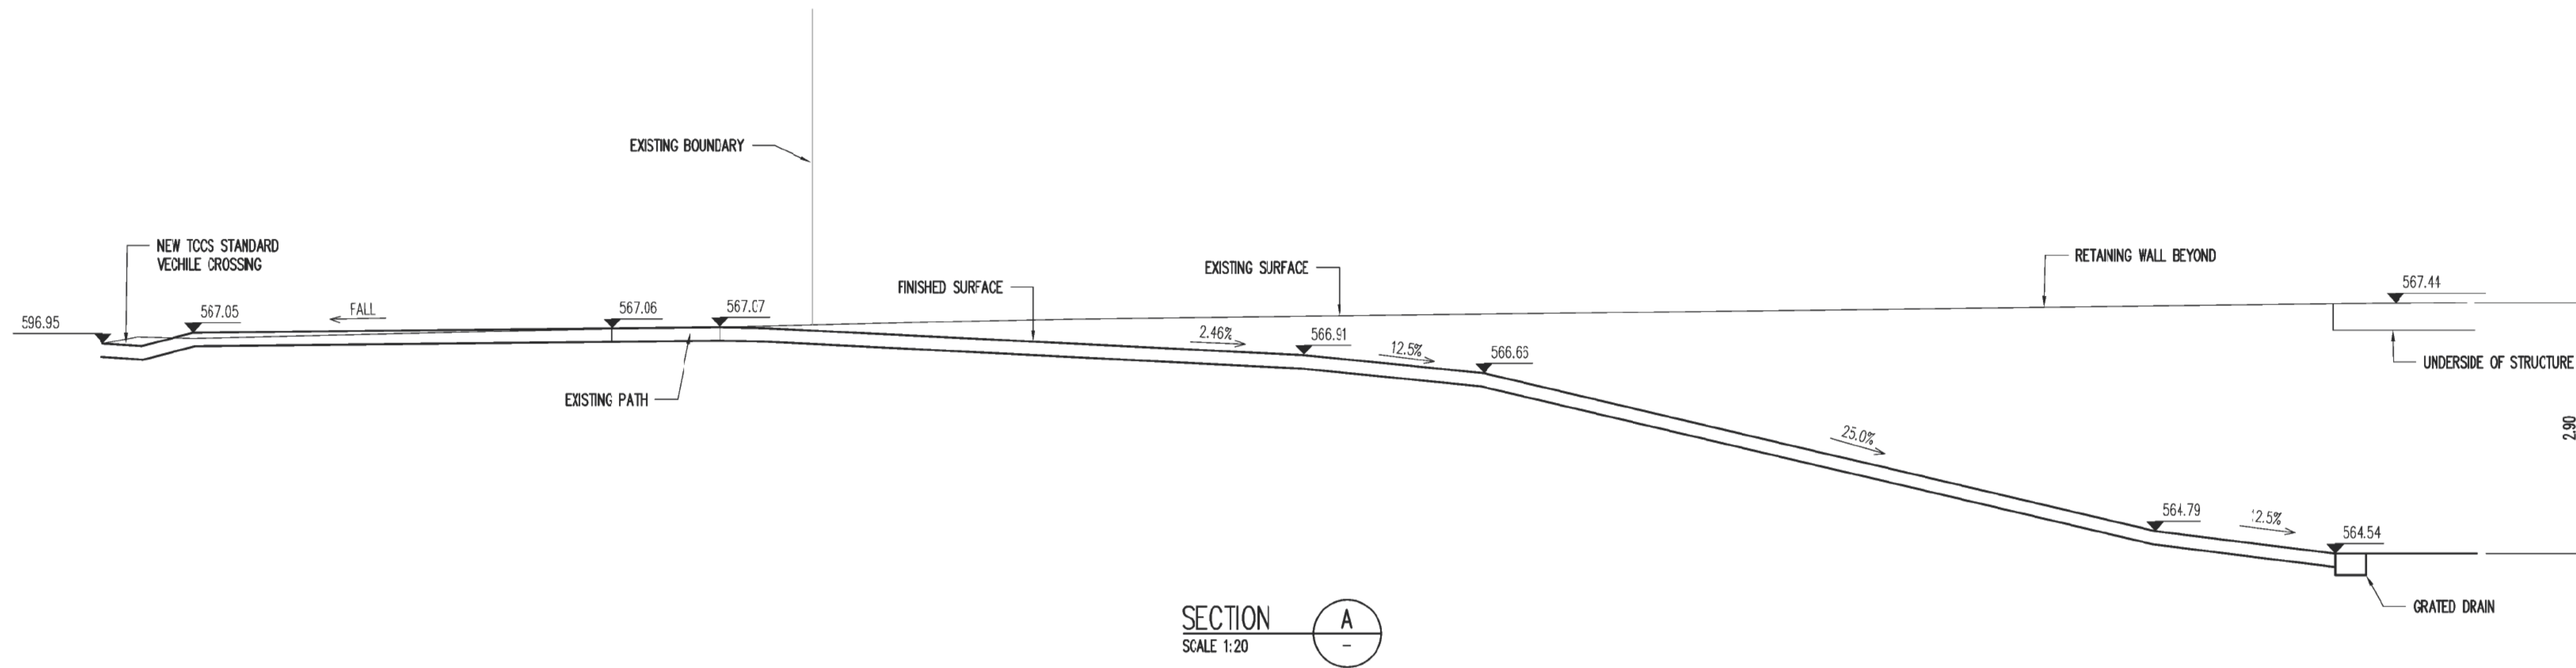 EXISTING BOUNDARY
NEW TCCS STANDARD
VECHILE CROSSING
EXISTING SURFACE
RETAINING WALL BEYOND
FINISHED SURFACE
567.44
596.95
567.05
FALL
567.06
567.07
2.46%
566.91
12.5%
566.66
UNDERSIDE OF STRUCTURE
EXISTING PATH
2.90
25.0%
564.79
12.5%
564.54
GRATED DRAIN
SECTION
A
SCALE 1:20
-